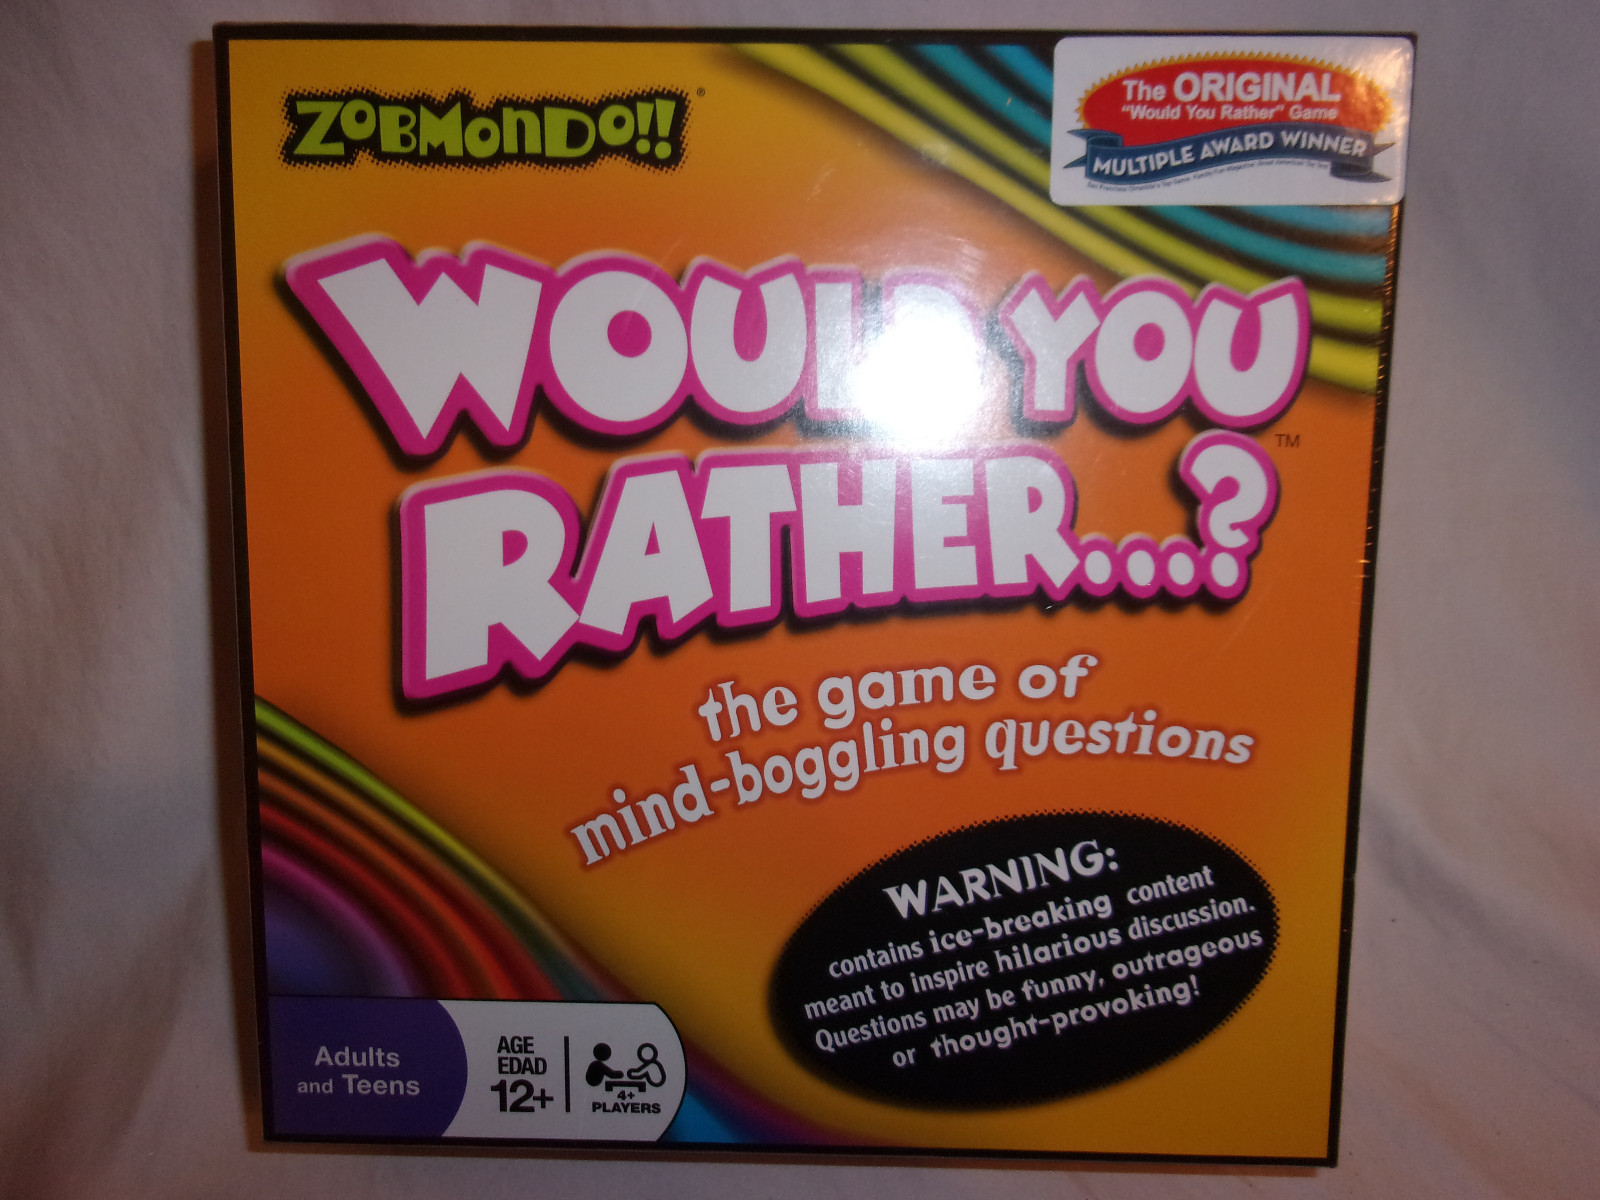 ZOBMONDO!!®
The ORIGINAL
"Would You Rather" Game
MULTIPLE AWARD WINNER
WOULD YOU
RATHER....?™
the game of
mind-boggling questions
WARNING:
contains ice-breaking content
meant to inspire hilarious discussion.
Questions may be funny, outrageous
or thought-provoking!
Adults
and Teens
AGE
EDAD
12+
4+
PLAYERS